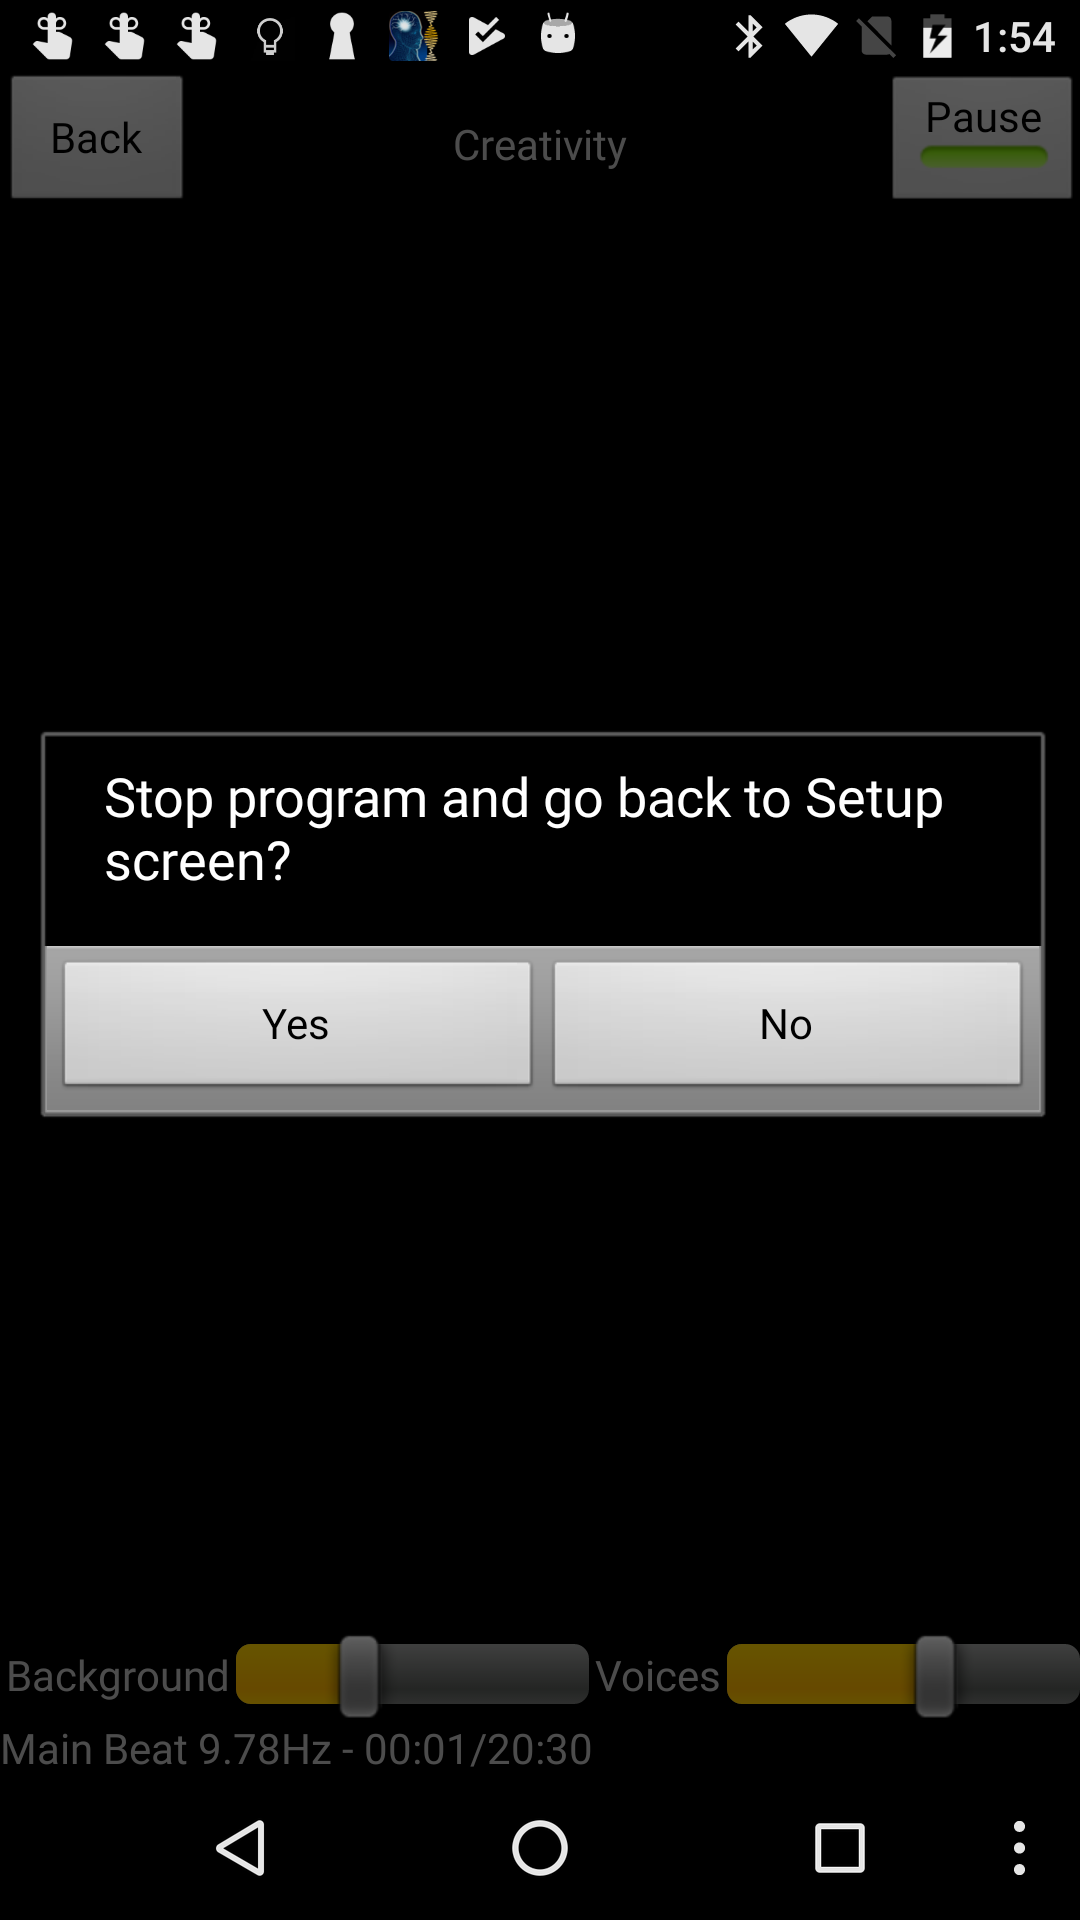 1:54
Back
Creativity
Pause
Stop program and go back to Setup
screen?
Yes
No
Background
Voices
Main Beat 9.78Hz - 00:01/20:30